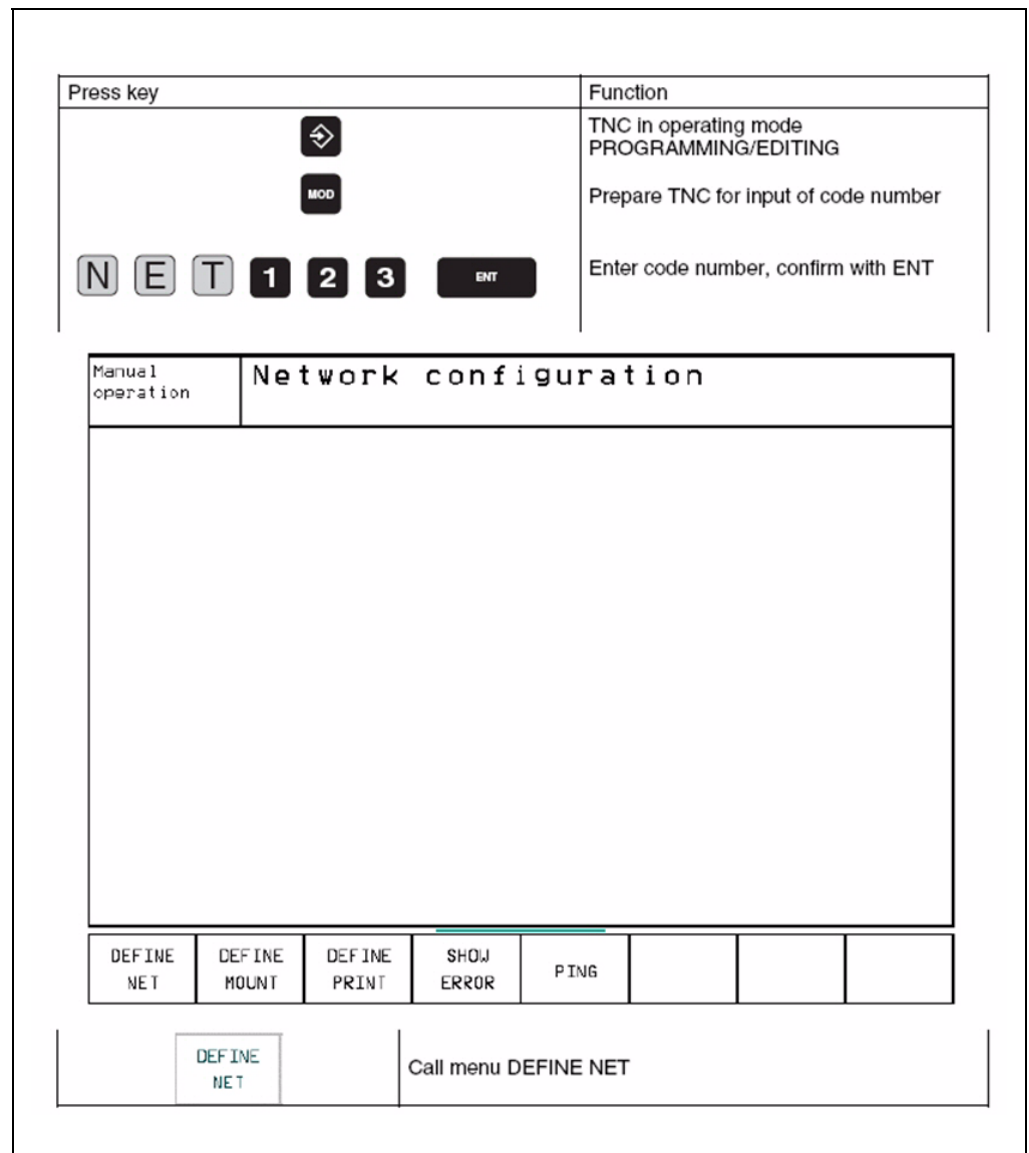 Press key Function
TNC in operating mode
PROGRAMMING/EDITING
MOD Prepare TNC for input of code number
N E T 1 2 3 ENT Enter code number, confirm with ENT
Manual
operation
Network configuration
DEFINE NET DEFINE MOUNT DEFINE PRINT SHOW ERROR PING
DEFINE
NET
Call menu DEFINE NET